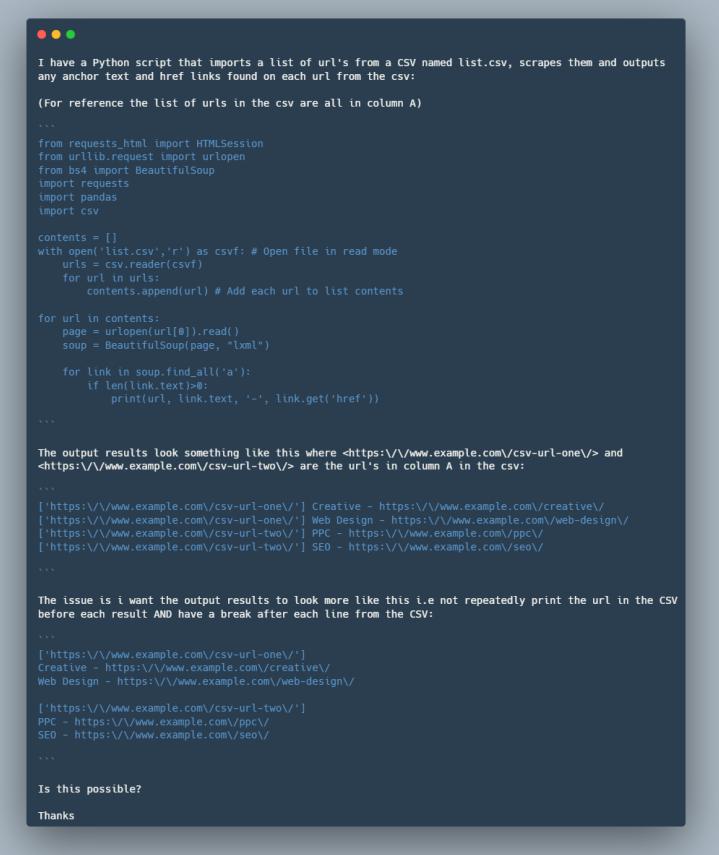 I have a Python script that imports a list of url's from a CSV named list.csv, scrapes them and outputs
any anchor text and href links found on each url from the csv:

(For reference the list of urls in the csv are all in column A)

```
from requests_html import HTMLSession
from urllib.request import urlopen
from bs4 import BeautifulSoup
import requests
import pandas
import csv

contents = []
with open('list.csv','r') as csvf: # Open file in read mode
    urls = csv.reader(csvf)
    for url in urls:
        contents.append(url) # Add each url to list contents

for url in contents:
    page = urlopen(url[0]).read()
    soup = BeautifulSoup(page, "lxml")

    for link in soup.find_all('a'):
        if len(link.text)>0:
            print(url, link.text, '-', link.get('href'))

```

The output results look something like this where <https:\/\/www.example.com\/csv-url-one\/> and
<https:\/\/www.example.com\/csv-url-two\/> are the url's in column A in the csv:

```
['https:\/\/www.example.com\/csv-url-one\/'] Creative - https:\/\/www.example.com\/creative\/
['https:\/\/www.example.com\/csv-url-one\/'] Web Design - https:\/\/www.example.com\/web-design\/
['https:\/\/www.example.com\/csv-url-two\/'] PPC - https:\/\/www.example.com\/ppc\/
['https:\/\/www.example.com\/csv-url-two\/'] SEO - https:\/\/www.example.com\/seo\/

```

The issue is i want the output results to look more like this i.e not repeatedly print the url in the CSV
before each result AND have a break after each line from the CSV:

```
['https:\/\/www.example.com\/csv-url-one\/']
Creative - https:\/\/www.example.com\/creative\/
Web Design - https:\/\/www.example.com\/web-design\/

['https:\/\/www.example.com\/csv-url-two\/']
PPC - https:\/\/www.example.com\/ppc\/
SEO - https:\/\/www.example.com\/seo\/

```

Is this possible?

Thanks